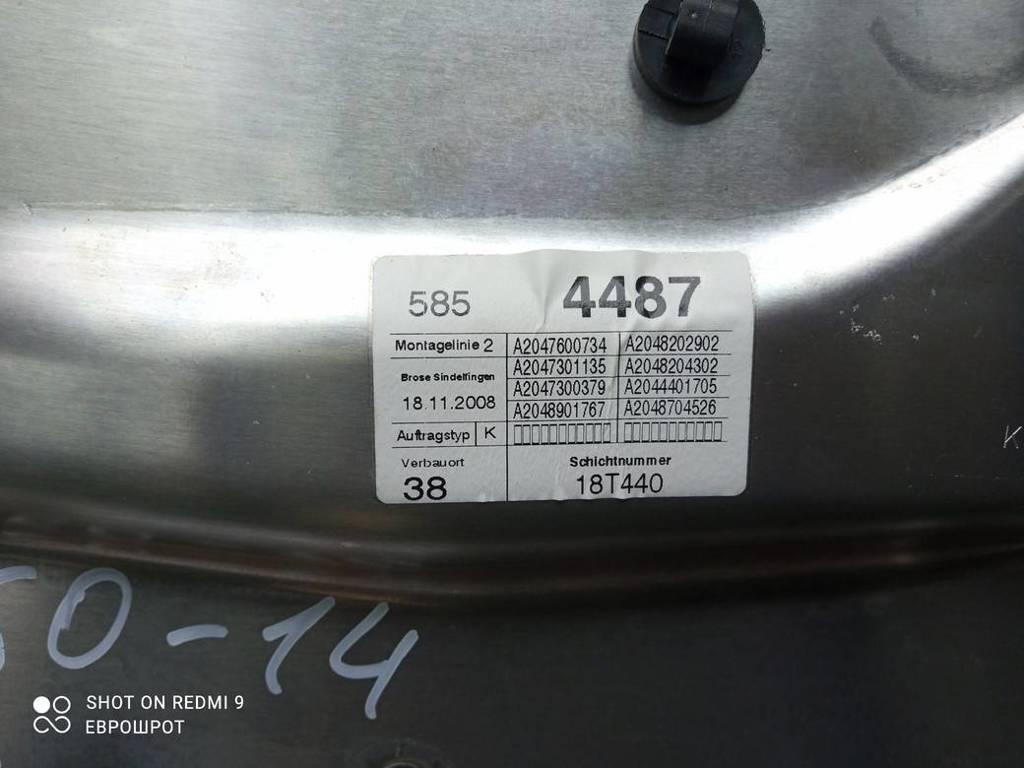 585 4487
Montagelinie 2 A2047600734 A2048202902
A2047301135 A2048204302
Brose Sindelfingen A2047300379 A2044401705
18.11.2008 A2048901767 A2048704526
Auftragstyp K
Verbauort Schichtnummer
38 18T440
K
50-14
SHOT ON REDMI 9
ЕВРОШРОТ